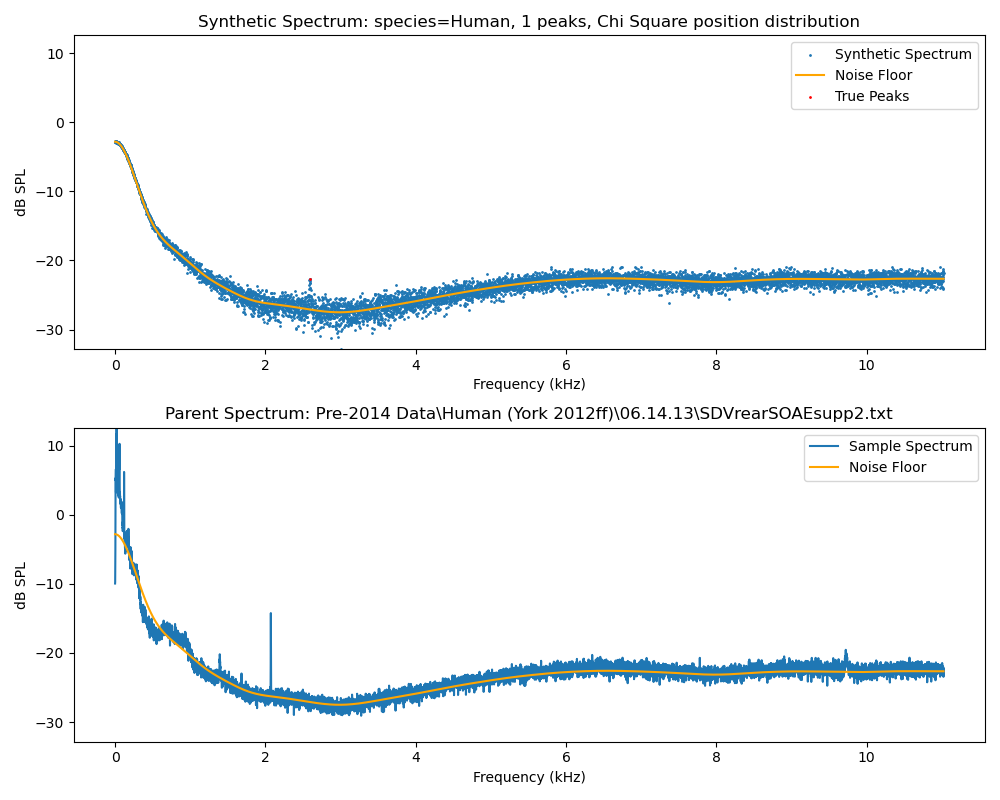 Synthetic Spectrum: species=Human, 1 peaks, Chi Square position distribution
10
0
−10
−20
−30
dB SPL
Synthetic Spectrum
Noise Floor
True Peaks
0 2 4 6 8 10
Frequency (kHz)
Parent Spectrum: Pre-2014 Data\Human (York 2012ff)\06.14.13\SDVrearSOAEsupp2.txt
10
0
−10
−20
−30
dB SPL
Sample Spectrum
Noise Floor
0 2 4 6 8 10
Frequency (kHz)